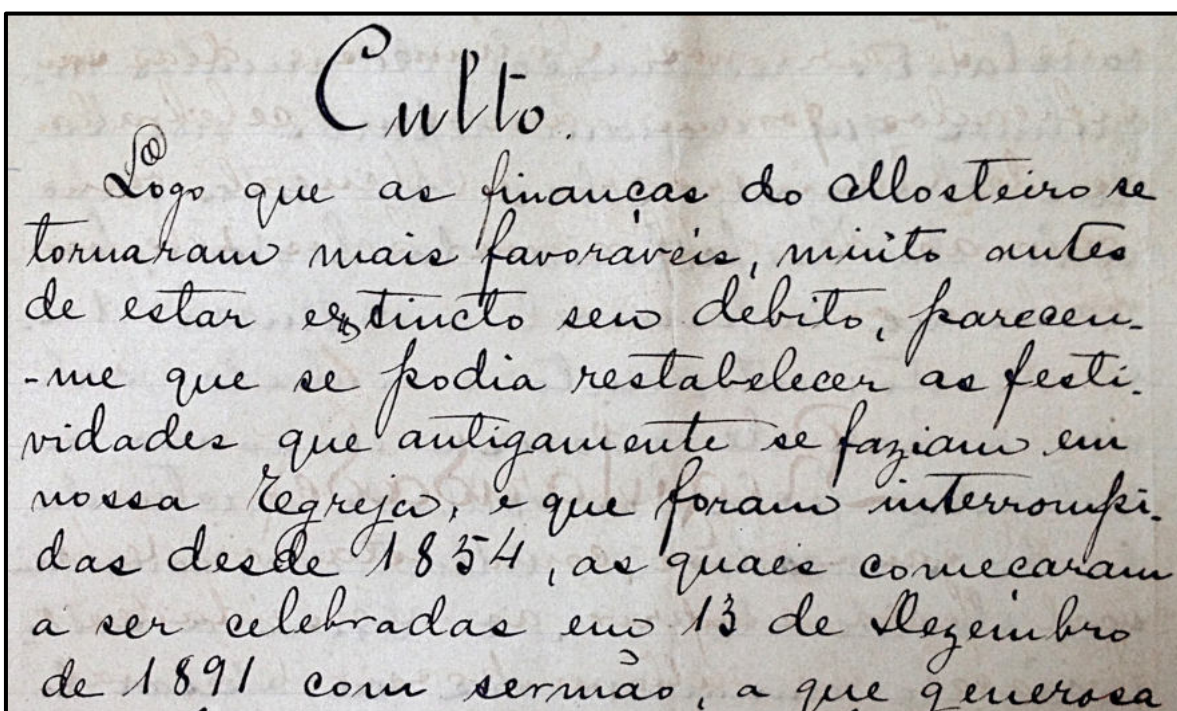 Culto.
Logo que as finanças do Mosteiro se
tornaram mais favoráveis, muito antes
de estar extincto seu debito, pareceu-
-me que se podia restabelecer as festi-
vidades que antigamente se faziam em
nossa Egreja, e que foram interrompi-
das desde 1854, as quaes começaram
a ser celebradas em 13 de Dezembro
de 1891 com sermão, a que generosa